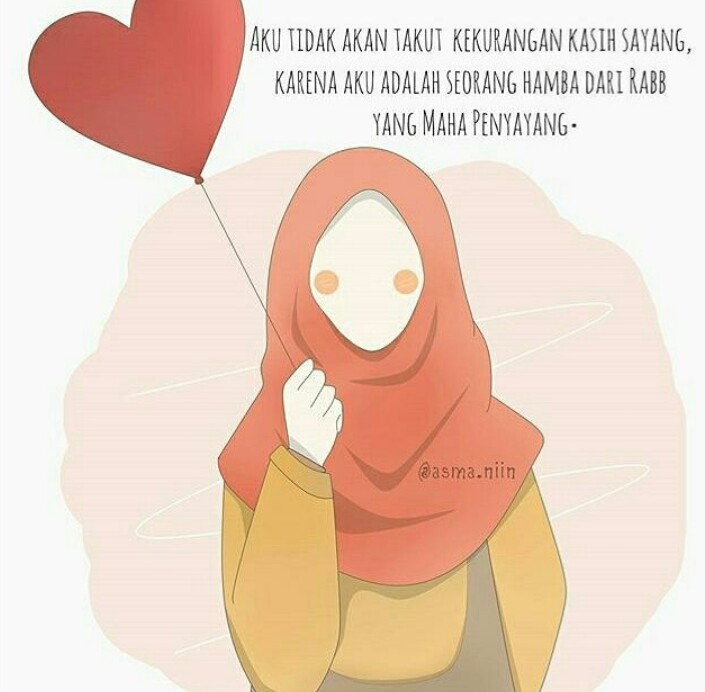 AKU TIDAK AKAN TAKUT KEKURANGAN KASIH SAYANG,
KARENA AKU ADALAH SEORANG HAMBA DARI RABB
YANG MAHA PENYAYANG.
@asma.niin